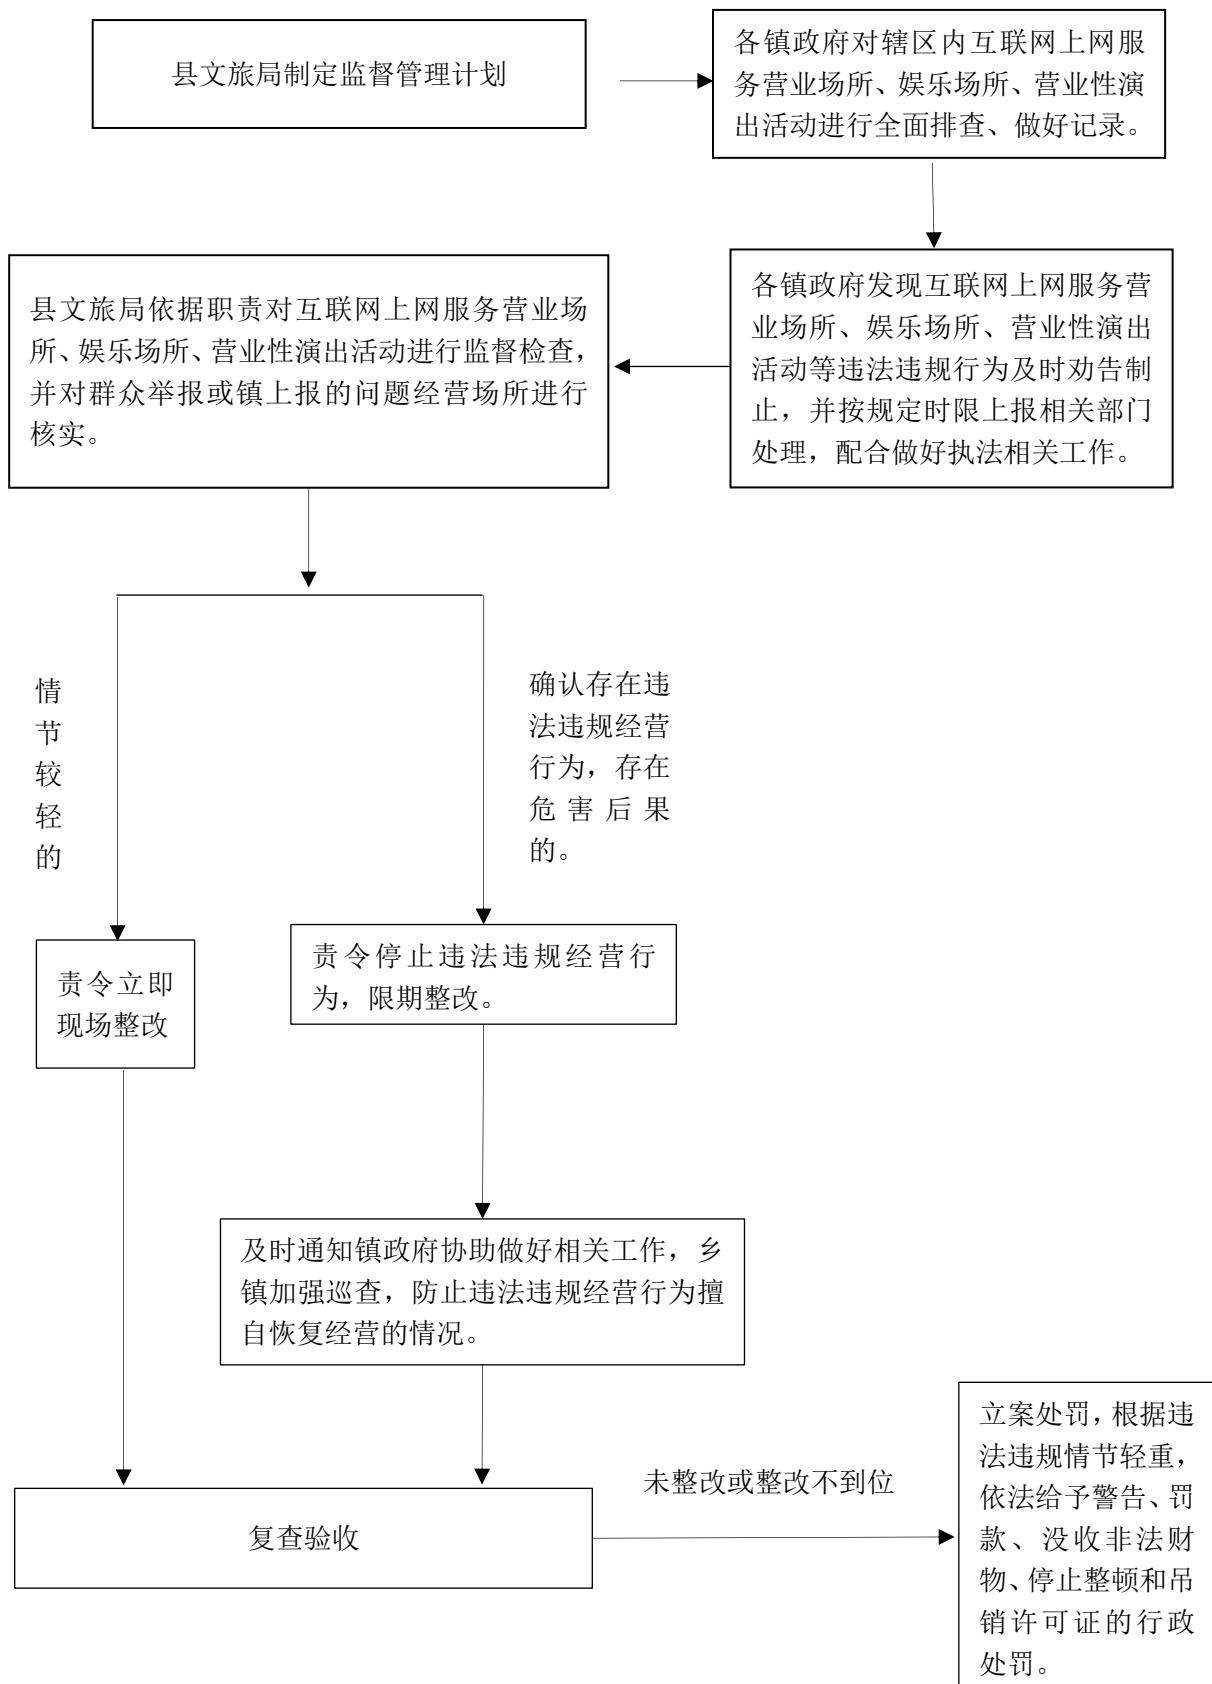 县文旅局制定监督管理计划
各镇政府对辖区内互联网上网服
务营业场所、娱乐场所、营业性演
出活动进行全面排查、做好记录。
各镇政府发现互联网上网服务营
业场所、娱乐场所、营业性演出
活动等违法违规行为及时劝告制
止，并按规定时限上报相关部门
处理，配合做好执法相关工作。
县文旅局依据职责对互联网上网服务营业场
所、娱乐场所、营业性演出活动进行监督检查，
并对群众举报或镇上报的问题经营场所进行
核实。
情
节
较
轻
的
确认存在违
法违规经营
行为，存在
危害后果
的。
责令立即
现场整改
责令停止违法违规经营行
为，限期整改。
及时通知镇政府协助做好相关工作，乡
镇加强巡查，防止违法违规经营行为擅
自恢复经营的情况。
复查验收
未整改或整改不到位
立案处罚，根据违
法违规情节轻重，
依法给予警告、罚
款、没收非法财
物、停止整顿和吊
销许可证的行政
处罚。